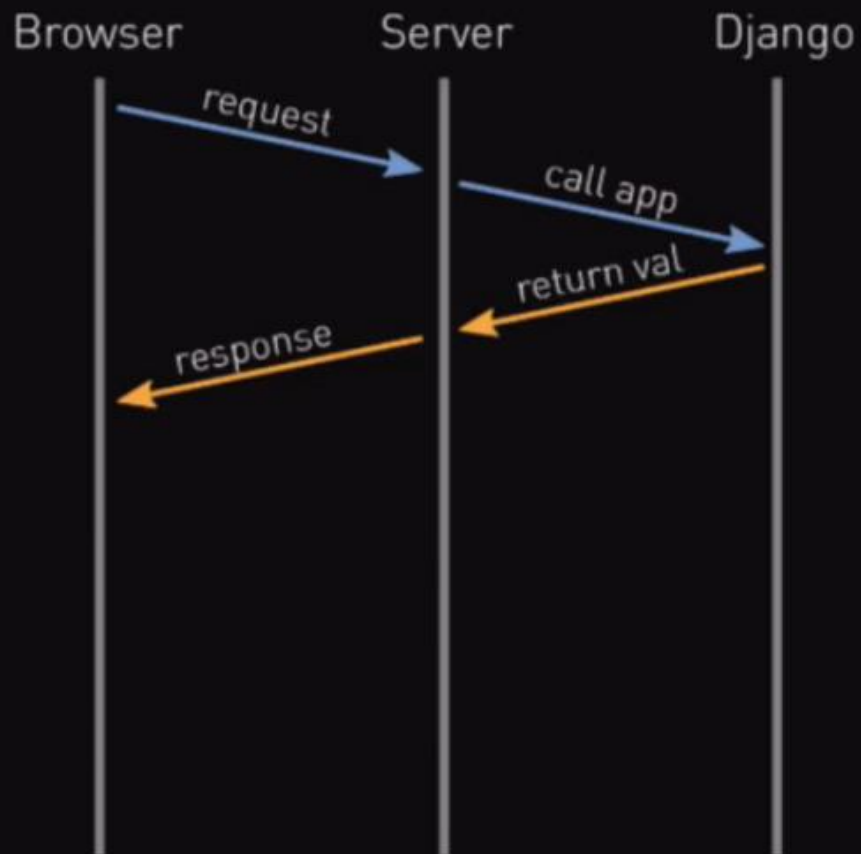 Browser Server Django
request
call app
return val
response